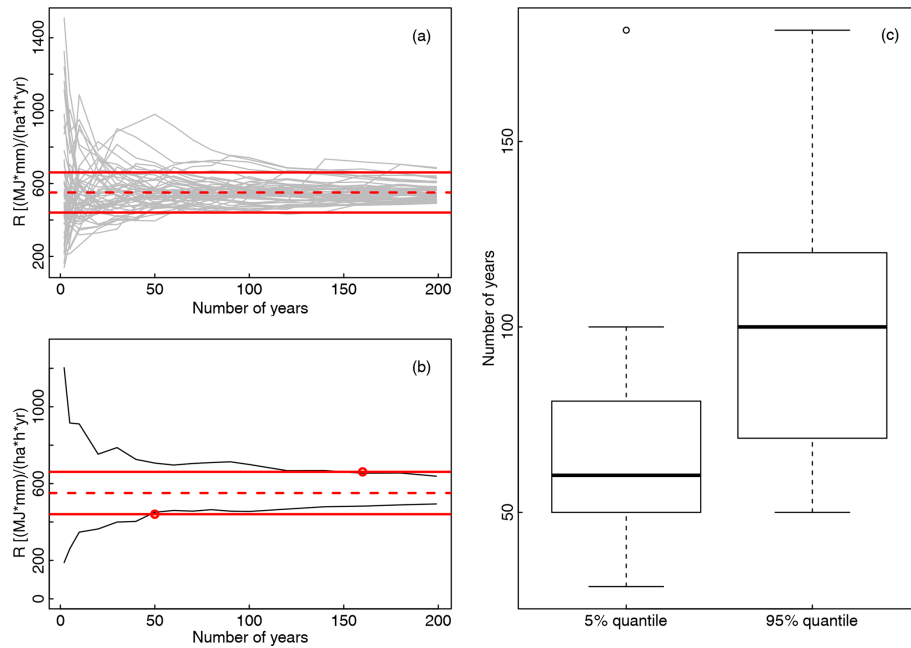 (a)
R [(MJ*mm)/(ha*h*yr)
1400
1000
600
200
0 50 100 150 200
Number of years
(b)
R [(MJ*mm)/(ha*h*yr)
1000
600
200
0
0 50 100 150 200
Number of years
(c)
Number of years
150
100
50
5% quantile 95% quantile